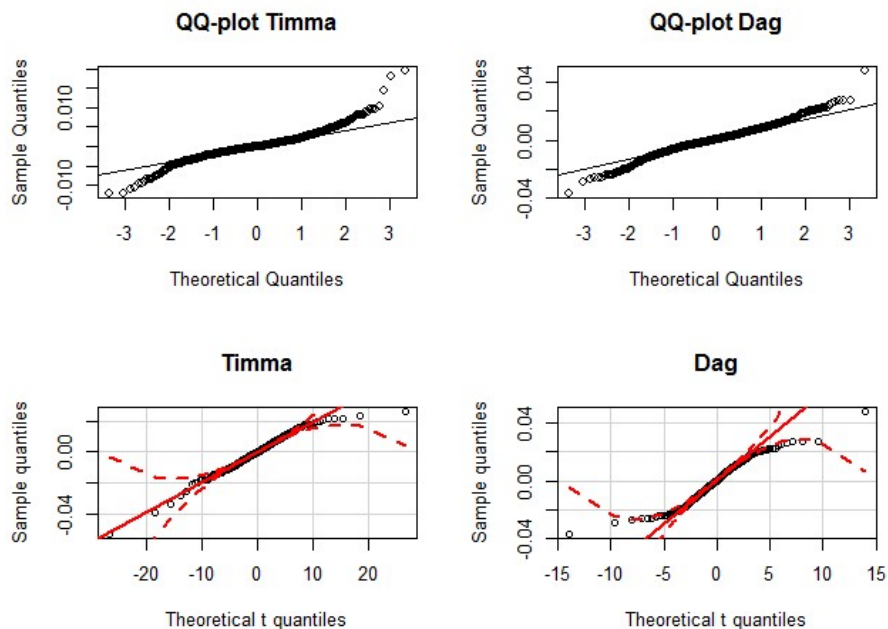 QQ-plot Timma
Sample Quantiles
0.010
-0.010
-3 -2 -1 0 1 2 3
Theoretical Quantiles
QQ-plot Dag
Sample Quantiles
0.04
0.00
-0.04
-3 -2 -1 0 1 2 3
Theoretical Quantiles
Timma
Sample quantiles
0.00
-0.04
-20 -10 0 10 20
Theoretical t quantiles
Dag
Sample quantiles
0.04
0.00
-0.04
-15 -10 -5 0 5 10 15
Theoretical t quantiles